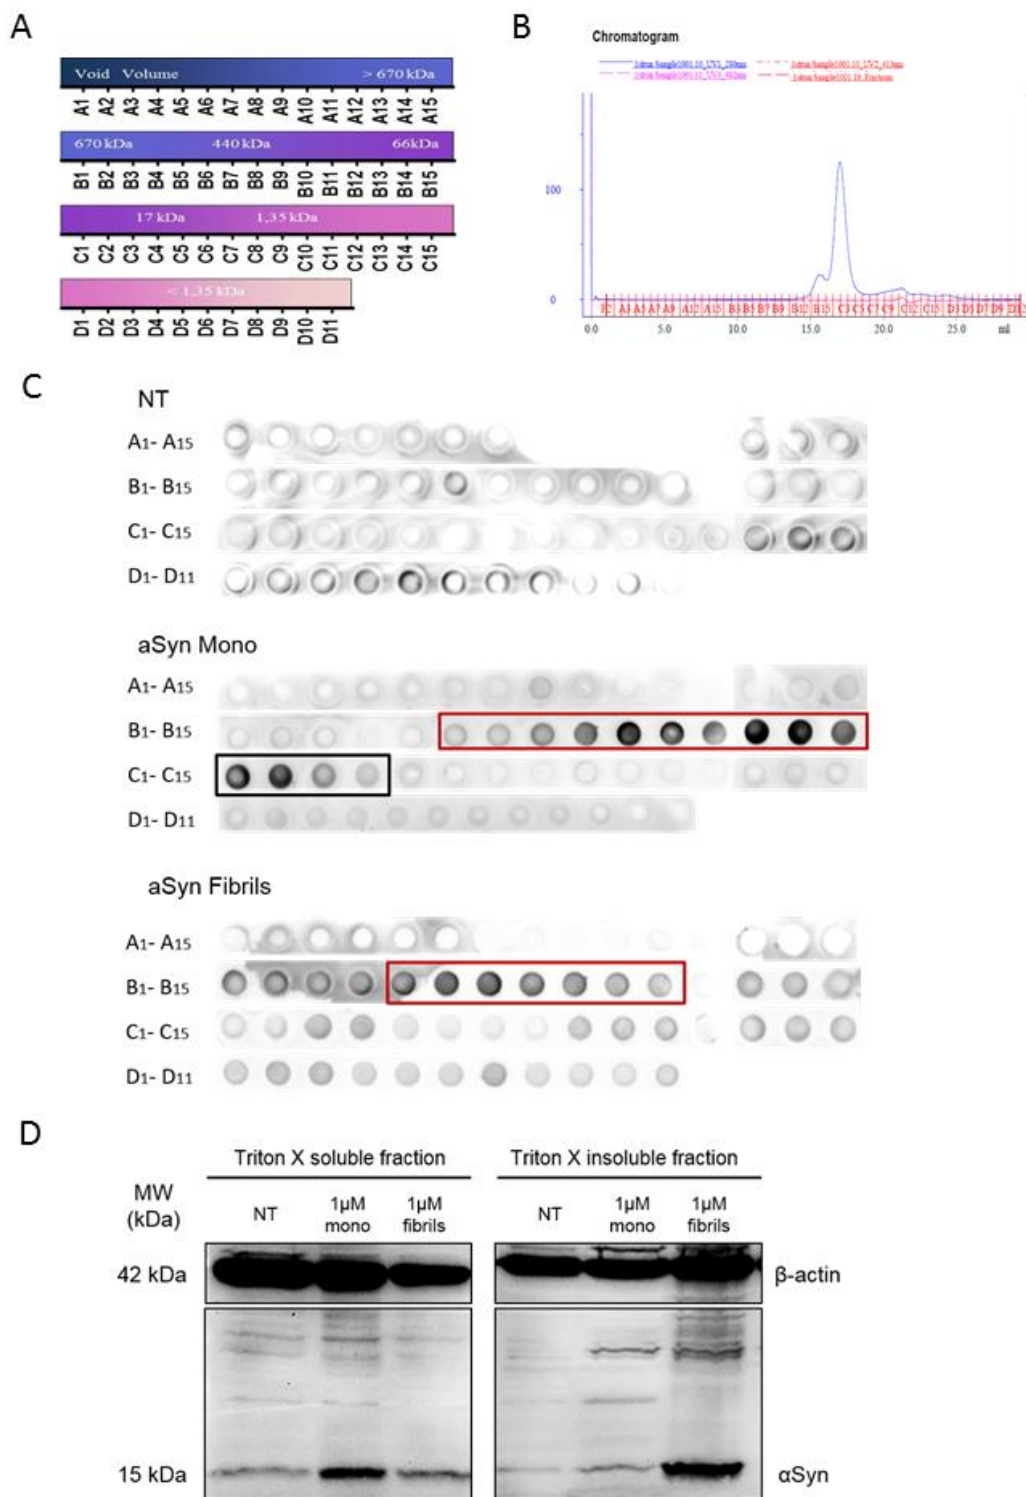 A
Void Volume > 670 kDa
A1 A2 A3 A4 A5 A6 A7 A8 A9 A10 A11 A12 A13 A14 A15
670 kDa 440 kDa 66kDa
B1 B2 B3 B4 B5 B6 B7 B8 B9 B10 B11 B12 B13 B14 B15
17 kDa 1,35 kDa
C1 C2 C3 C4 C5 C6 C7 C8 C9 C10 C11 C12 C13 C14 C15
< 1,35 kDa
D1 D2 D3 D4 D5 D6 D7 D8 D9 D10 D11
B
Chromatogram
100
0
0.0 5.0 10.0 15.0 20.0 25.0 ml
C
NT
A1- A15
B1- B15
C1- C15
D1- D11
aSyn Mono
A1- A15
B1- B15
C1- C15
D1- D11
aSyn Fibrils
A1- A15
B1- B15
C1- C15
D1- D11
D
Triton X soluble fraction Triton X insoluble fraction
MW (kDa) NT 1µM mono 1µM fibrils NT 1µM mono 1µM fibrils
42 kDa β-actin
15 kDa αSyn